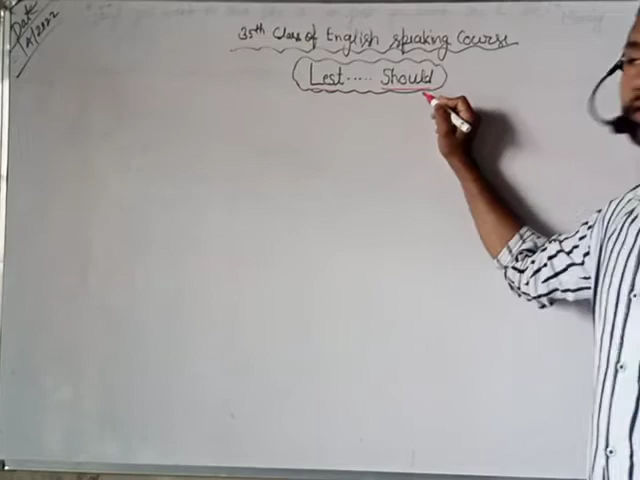 Date
35th Class of English speaking Course
Lest ..... Should